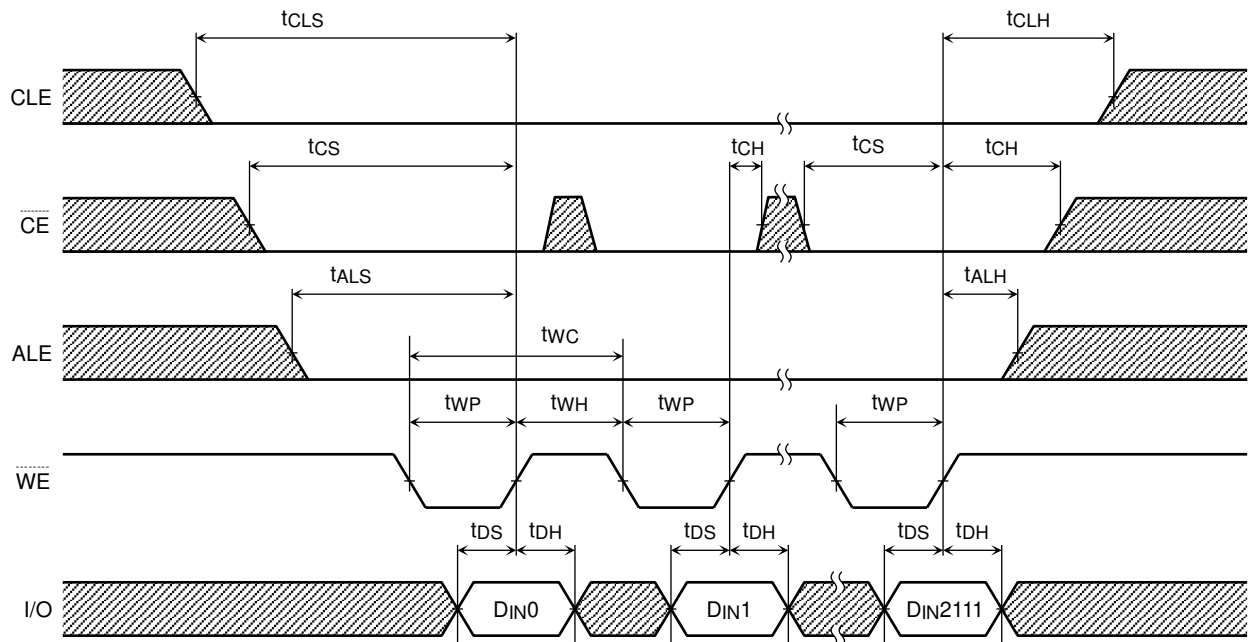 tCLS tCLH
CLE
tCS tCH tCS tCH
CE
tALS tALH
tWC
ALE
tWP tWH tWP tWP
WE
tDS tDH tDS tDH tDS tDH
I/O DIN0 DIN1 DIN2111